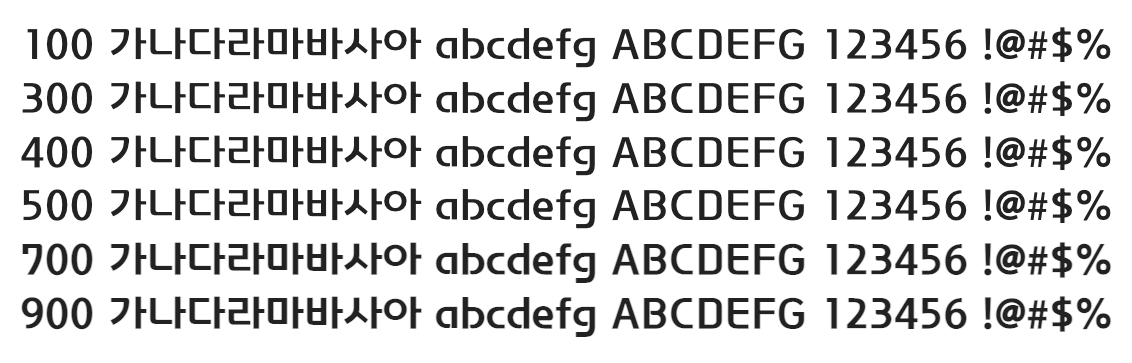 100 가나다라마바사아 abcdefg ABCDEFG 123456 !@#$%
300 가나다라마바사아 abcdefg ABCDEFG 123456 !@#$%
400 가나다라마바사아 abcdefg ABCDEFG 123456 !@#$%
500 가나다라마바사아 abcdefg ABCDEFG 123456 !@#$%
700 가나다라마바사아 abcdefg ABCDEFG 123456 !@#$%
900 가나다라마바사아 abcdefg ABCDEFG 123456 !@#$%